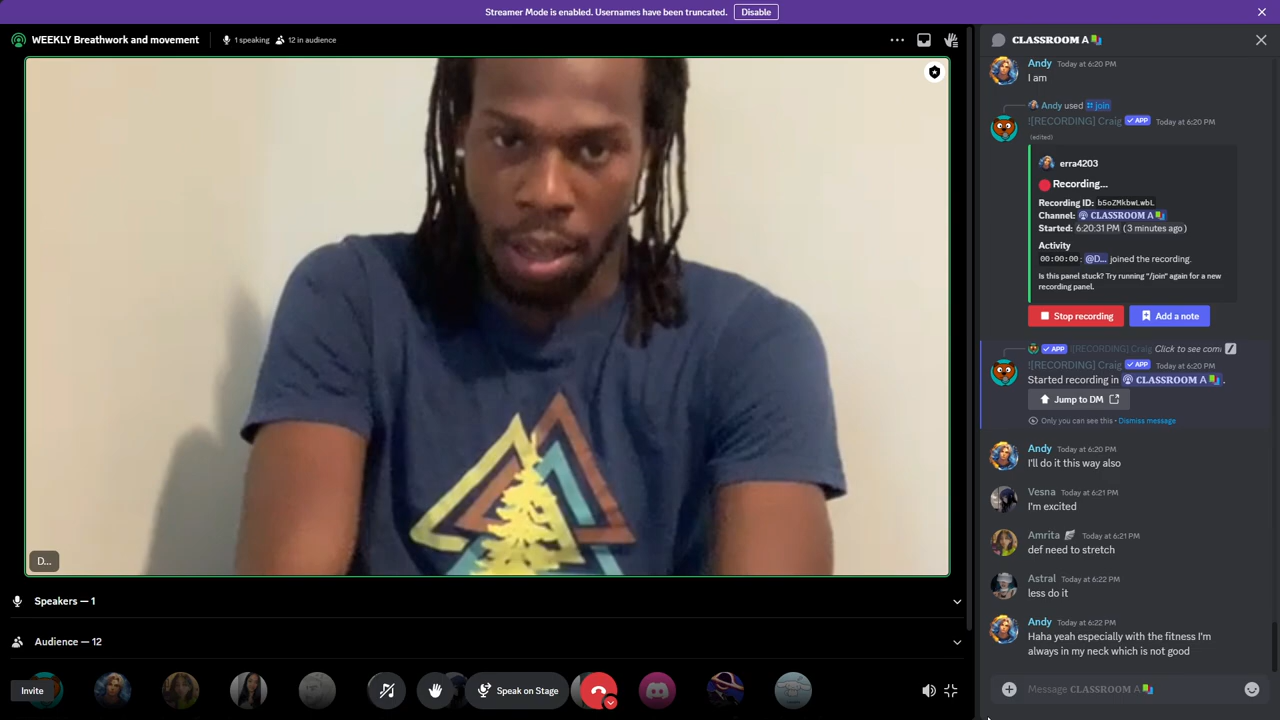 Streamer Mode is enabled. Usernames have been truncated. Disable
WEEKLY Breathwork and movement 1 speaking 12 in audience
D...
Speakers — 1
Audience — 12
Invite
Speak on Stage
CLASSROOM A
Andy Today at 6:20 PM
I am
Andy used join
![RECORDING] Craig APP Today at 6:20 PM
(edited)
erra4203
Recording...
Recording ID: b5oZMkbwLwbL
Channel: CLASSROOM A
Started: 6:20:31 PM (3 minutes ago)
Activity
00:00:00: @D... joined the recording.
Is this panel stuck? Try running "/join" again for a new
recording panel.
Stop recording Add a note
APP ![RECORDING] Craig Click to see com
![RECORDING] Craig APP Today at 6:20 PM
Started recording in CLASSROOM A.
Jump to DM
Only you can see this • Dismiss message
Andy Today at 6:20 PM
I'll do it this way also
Vesna Today at 6:21 PM
I'm excited
Amrita Today at 6:21 PM
def need to stretch
Astral Today at 6:22 PM
less do it
Andy Today at 6:22 PM
Haha yeah especially with the fitness I'm
always in my neck which is not good
Message CLASSROOM A